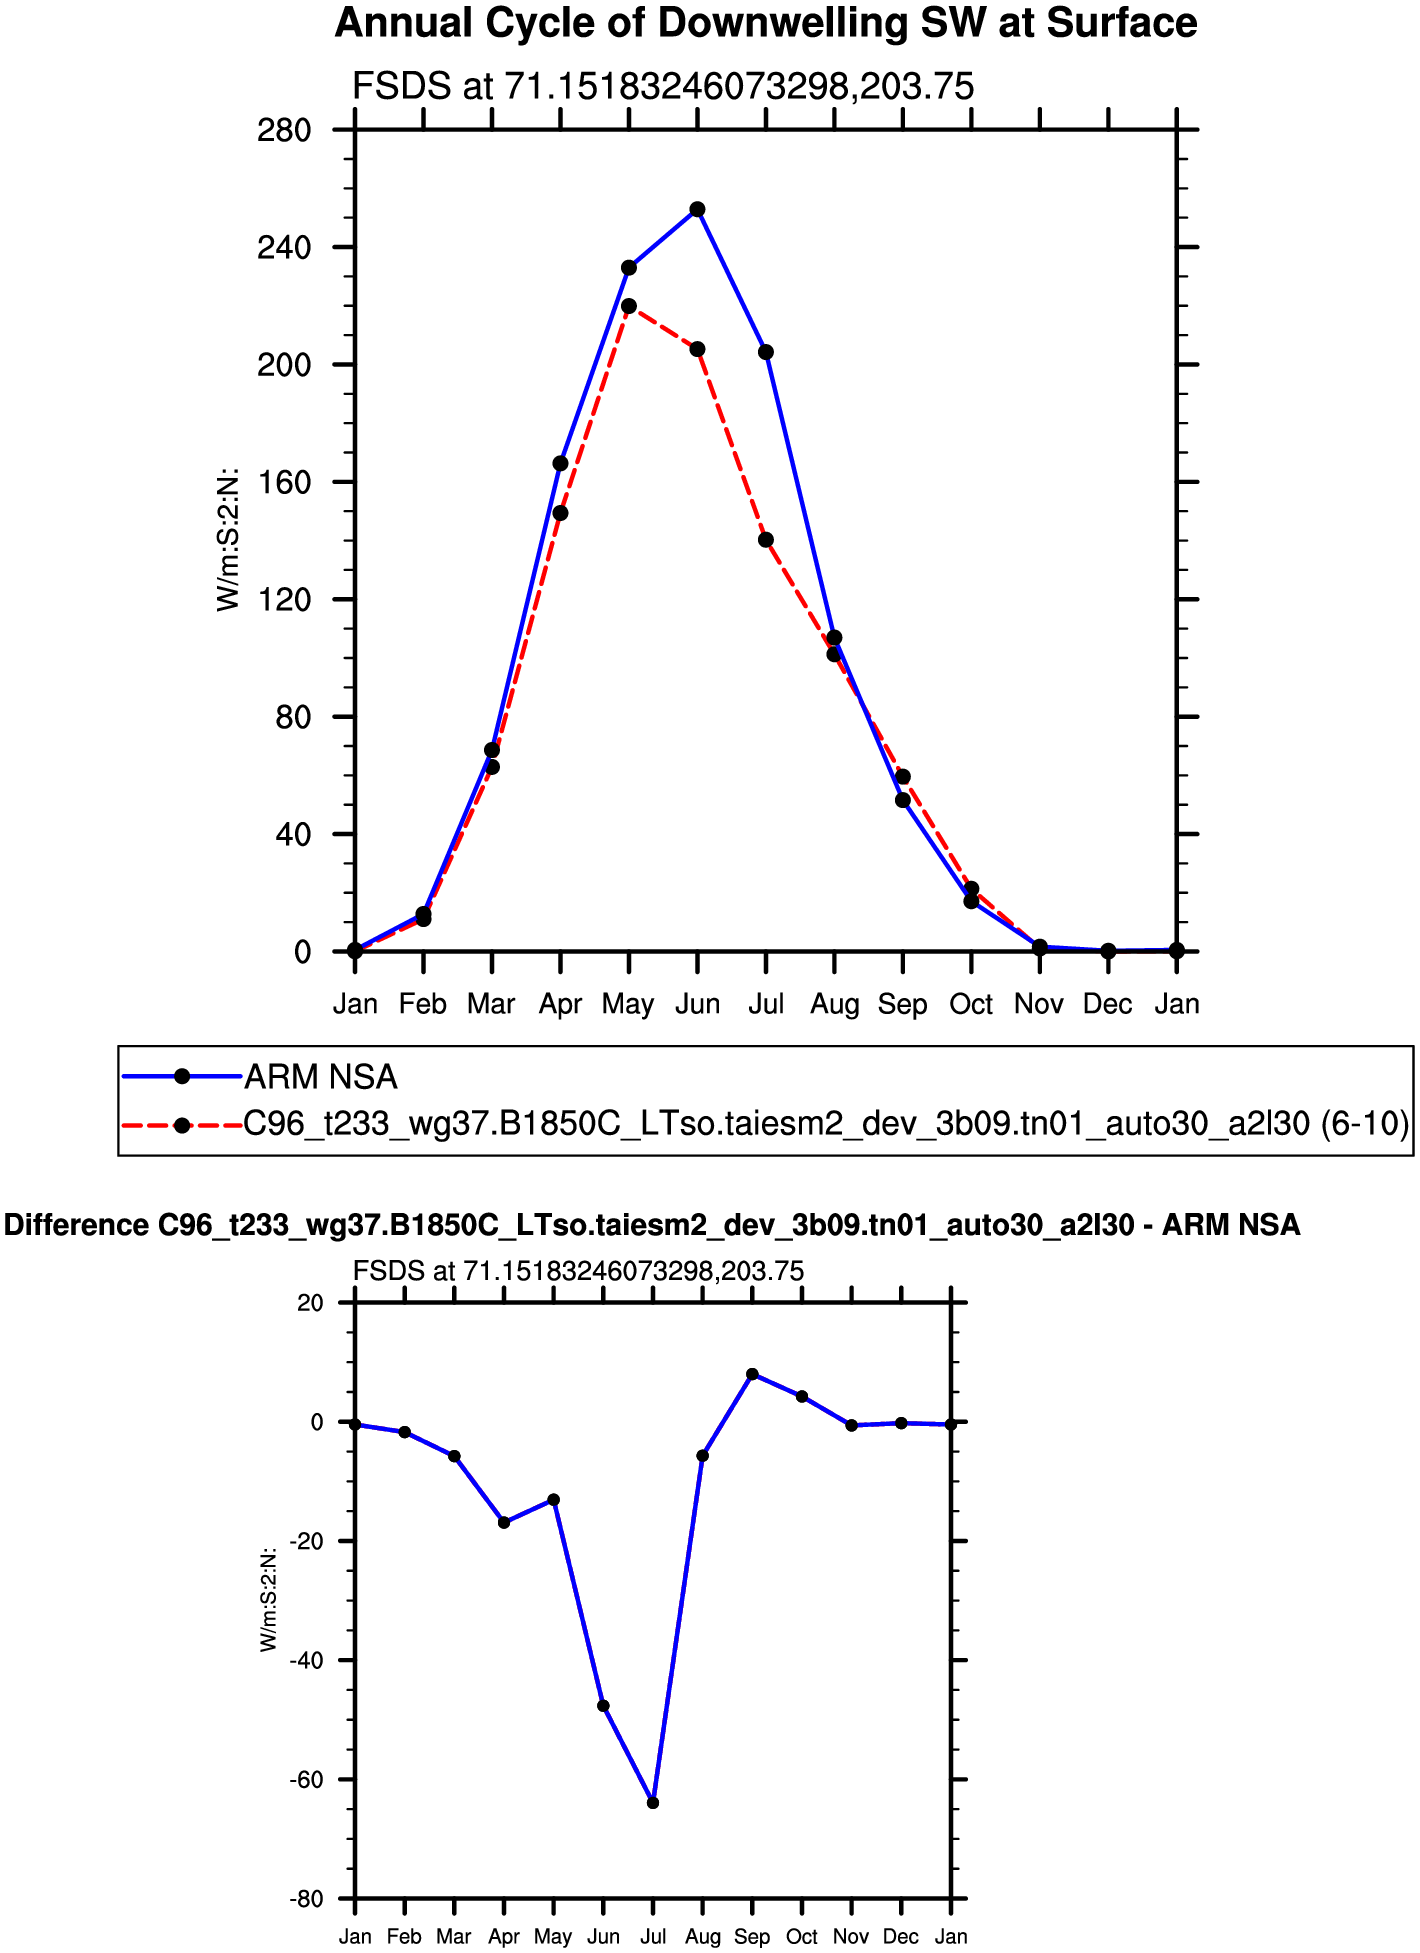 Annual Cycle of Downwelling SW at Surface
FSDS at 71.15183246073298,203.75
280
240
200
160
120
80
40
0
W/m:S:2:N:
Jan Feb Mar Apr May Jun Jul Aug Sep Oct Nov Dec Jan
ARM NSA
C96_t233_wg37.B1850C_LTso.taiesm2_dev_3b09.tn01_auto30_a2l30 (6-10)
Difference C96_t233_wg37.B1850C_LTso.taiesm2_dev_3b09.tn01_auto30_a2l30 - ARM NSA
FSDS at 71.15183246073298,203.75
20
0
-20
-40
-60
-80
W/m:S:2:N:
Jan Feb Mar Apr May Jun Jul Aug Sep Oct Nov Dec Jan